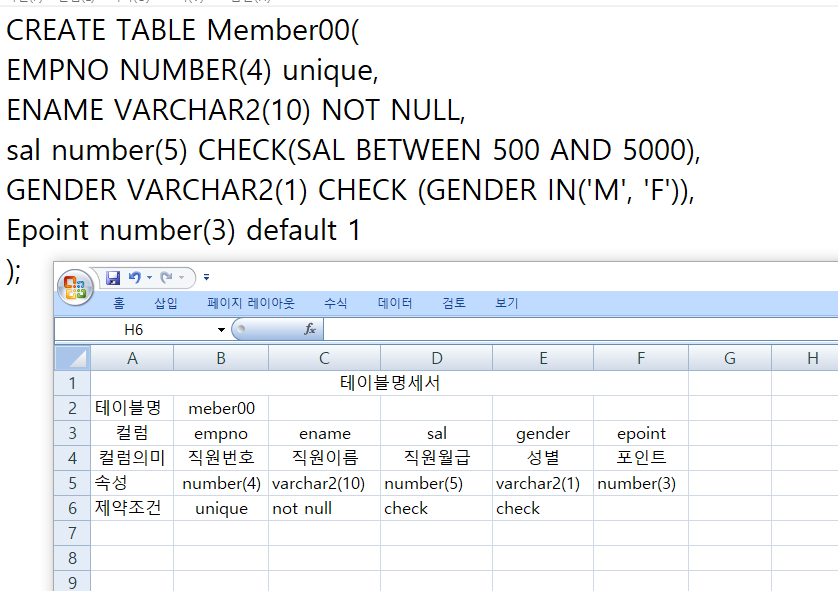 CREATE TABLE Member00(
EMPNO NUMBER(4) unique,
ENAME VARCHAR2(10) NOT NULL,
sal number(5) CHECK(SAL BETWEEN 500 AND 5000),
GENDER VARCHAR2(1) CHECK (GENDER IN('M', 'F')),
Epoint number(3) default 1
);
홈 삽입 페이지 레이아웃 수식 데이터 검토 보기
H6 fx
A B C D E F G H
1 테이블명세서
2 테이블명 meber00
3 컬럼 empno ename sal gender epoint
4 컬럼의미 직원번호 직원이름 직원월급 성별 포인트
5 속성 number(4) varchar2(10) number(5) varchar2(1) number(3)
6 제약조건 unique not null check check
7
8
9